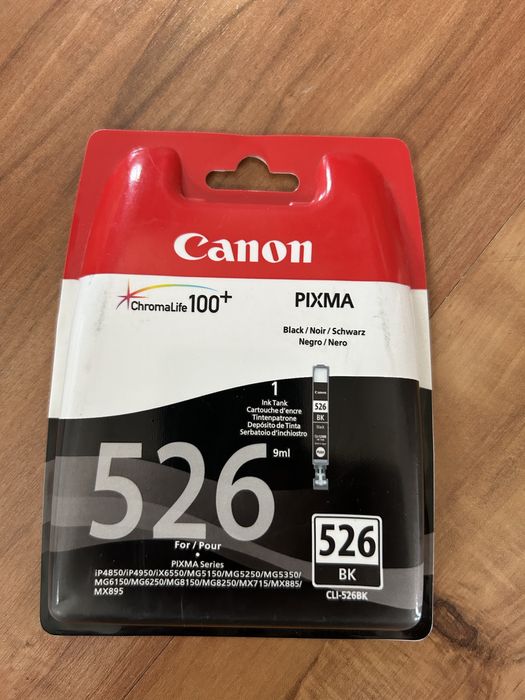 Canon
ChromaLife 100+
PIXMA
Black / Noir / Schwarz
Negro / Nero
1
Ink Tank
Cartouche d'encre
Tintenpatrone
Depósito de Tinta
Serbatoio d'inchiostro
9ml
Canon
526
BK
Black
526
For / Pour
PIXMA Series
iP4850/iP4950/iX6550/MG5150/MG5250/MG5350/
MG6150/MG6250/MG8150/MG8250/MX715/MX885/
MX895
526
BK
CLI-526BK